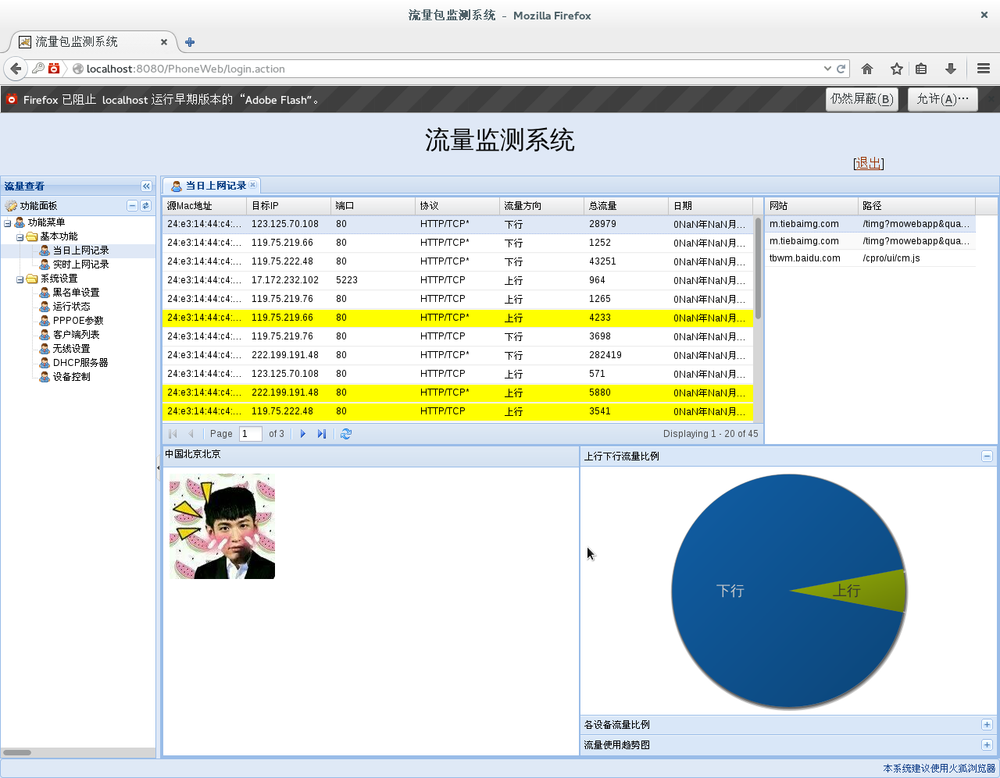 流量包监测系统 - Mozilla Firefox
流量包监测系统
localhost:8080/PhoneWeb/login.action
Firefox 已阻止 localhost 运行早期版本的“Adobe Flash”。 仍然屏蔽(B) 允许(A)…
流量监测系统
[退出]
流量查看
功能面板
功能菜单
基本功能
当日上网记录
实时上网记录
系统设置
黑名单设置
运行状态
PPPOE参数
客户端列表
无线设置
DHCP服务器
设备控制
当日上网记录
源Mac地址 目标IP 端口 协议 流量方向 总流量 日期
24:e3:14:44:c4:... 123.125.70.108 80 HTTP/TCP* 下行 28979 0NaN年NaN月...
24:e3:14:44:c4:... 119.75.219.66 80 HTTP/TCP* 下行 1252 0NaN年NaN月...
24:e3:14:44:c4:... 119.75.222.48 80 HTTP/TCP* 下行 43251 0NaN年NaN月...
24:e3:14:44:c4:... 17.172.232.102 5223 HTTP/TCP 上行 964 0NaN年NaN月...
24:e3:14:44:c4:... 119.75.219.76 80 HTTP/TCP 上行 1265 0NaN年NaN月...
24:e3:14:44:c4:... 119.75.219.66 80 HTTP/TCP* 上行 4233 0NaN年NaN月...
24:e3:14:44:c4:... 119.75.219.76 80 HTTP/TCP 下行 3698 0NaN年NaN月...
24:e3:14:44:c4:... 222.199.191.48 80 HTTP/TCP* 下行 282419 0NaN年NaN月...
24:e3:14:44:c4:... 123.125.70.108 80 HTTP/TCP 上行 571 0NaN年NaN月...
24:e3:14:44:c4:... 222.199.191.48 80 HTTP/TCP* 上行 5880 0NaN年NaN月...
24:e3:14:44:c4:... 119.75.222.48 80 HTTP/TCP 上行 3541 0NaN年NaN月...
Page 1 of 3 Displaying 1 - 20 of 45
网站 路径
m.tiebaimg.com /timg?mowebapp&qua...
m.tiebaimg.com /timg?mowebapp&qua...
tbwm.baidu.com /cpro/ui/cm.js
中国北京北京
上行下行流量比例
下行
上行
各设备流量比例
流量使用趋势图
本系统建议使用火狐浏览器